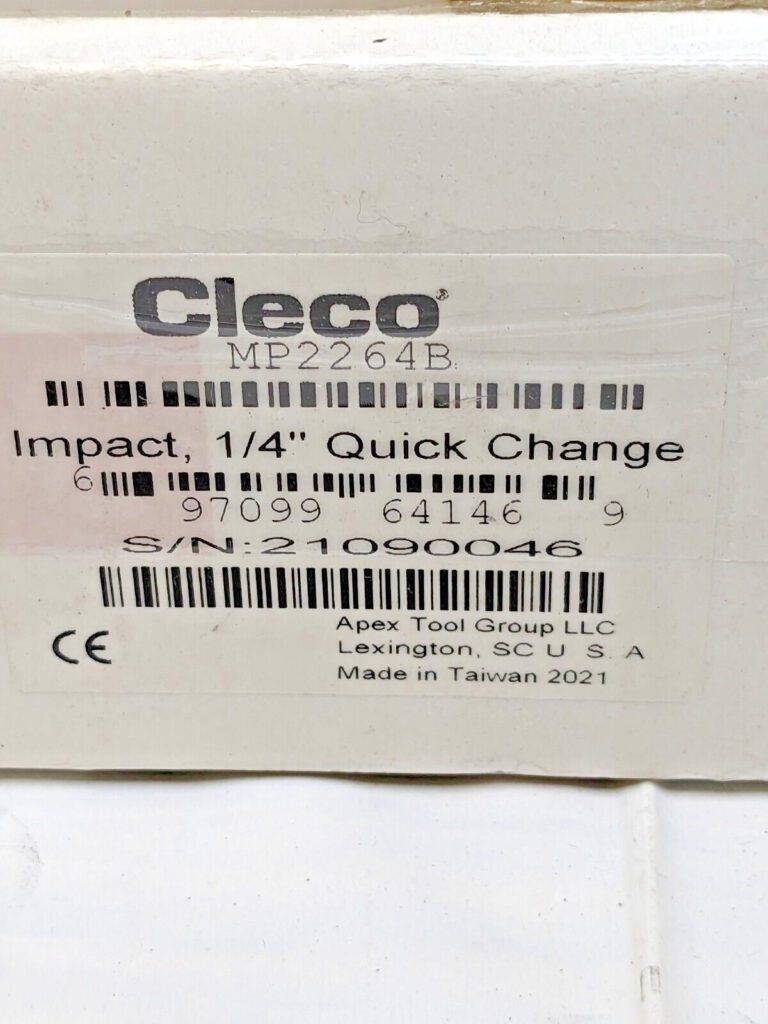 Cleco®
MP2264B
Impact, 1/4" Quick Change
6 97099 64146 9
S/N:21090046
Apex Tool Group LLC
Lexington, SC U S. A
Made in Taiwan 2021
CE